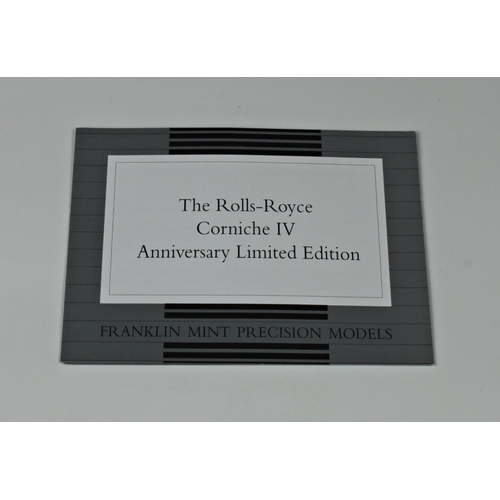 The Rolls-Royce
Corniche IV
Anniversary Limited Edition
FRANKLIN MINT PRECISION MODELS